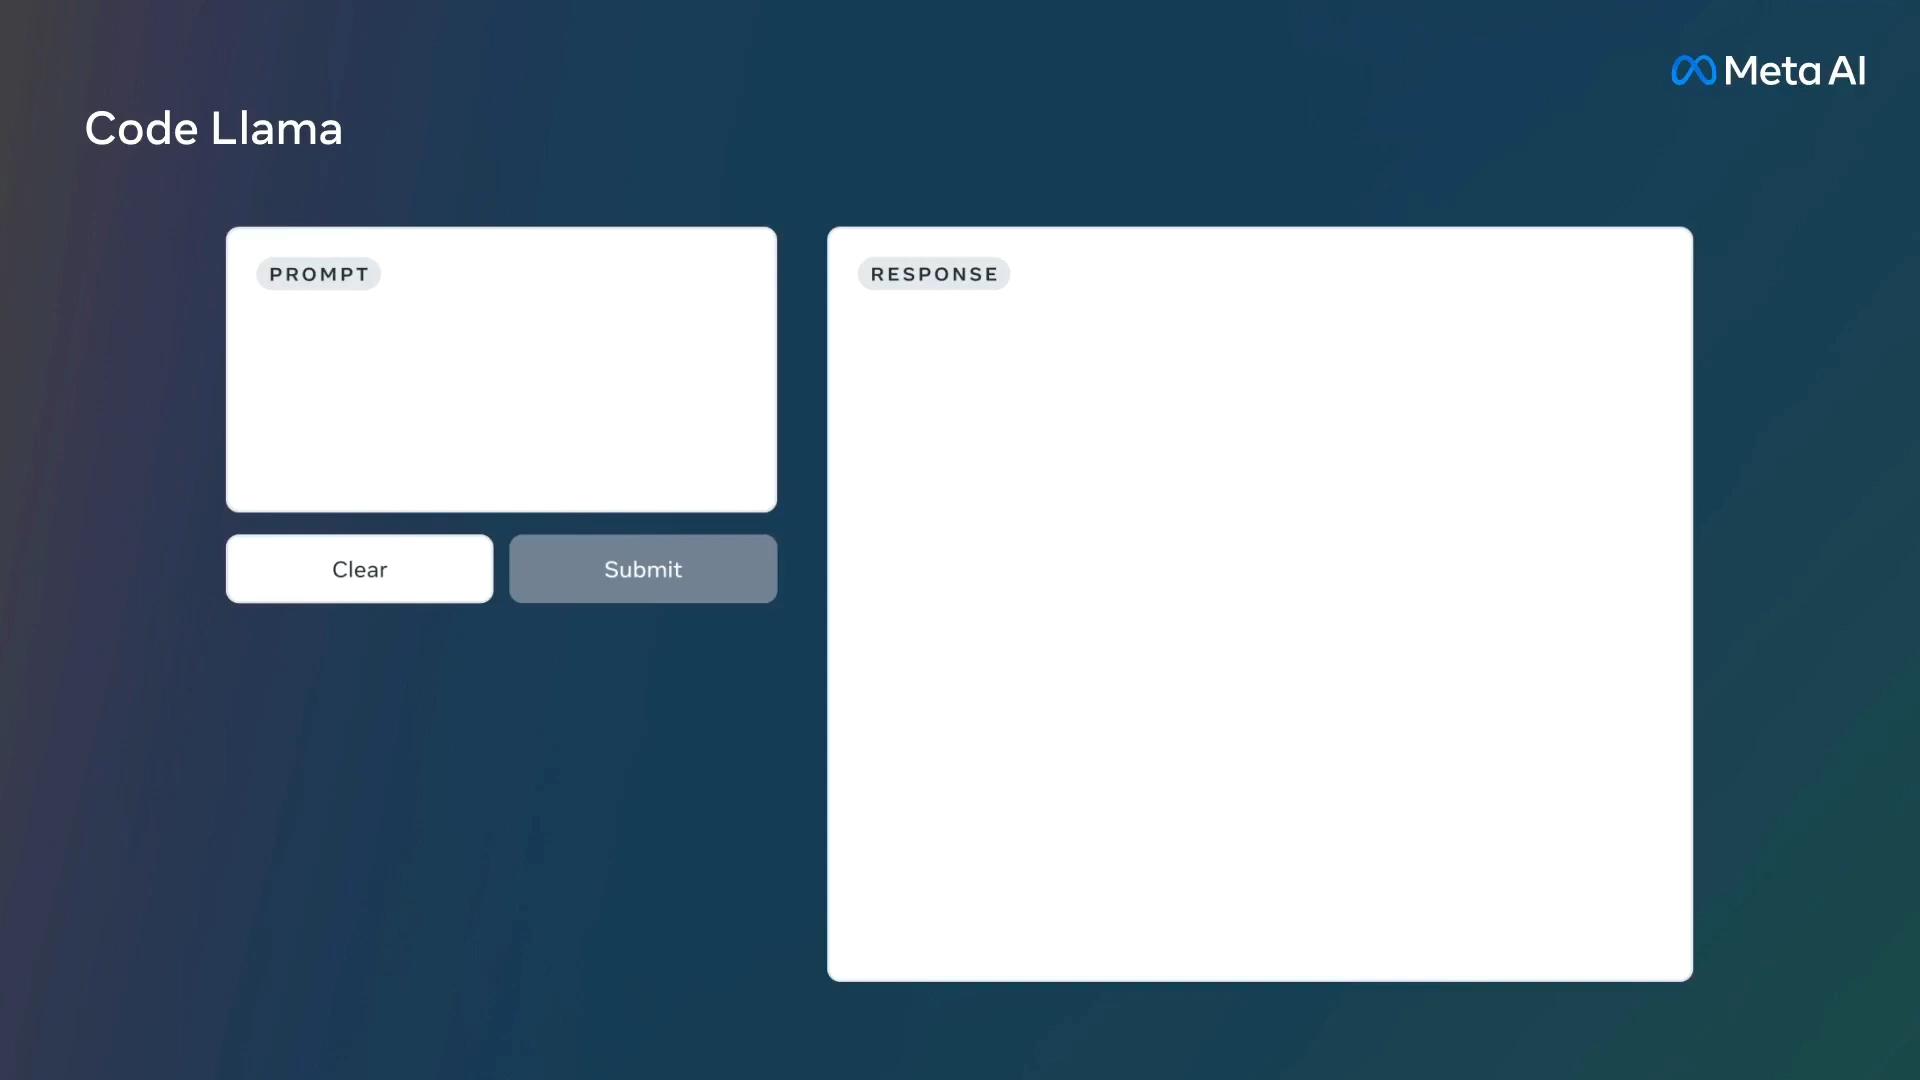 Meta AI
Code Llama
PROMPT
RESPONSE
Clear
Submit